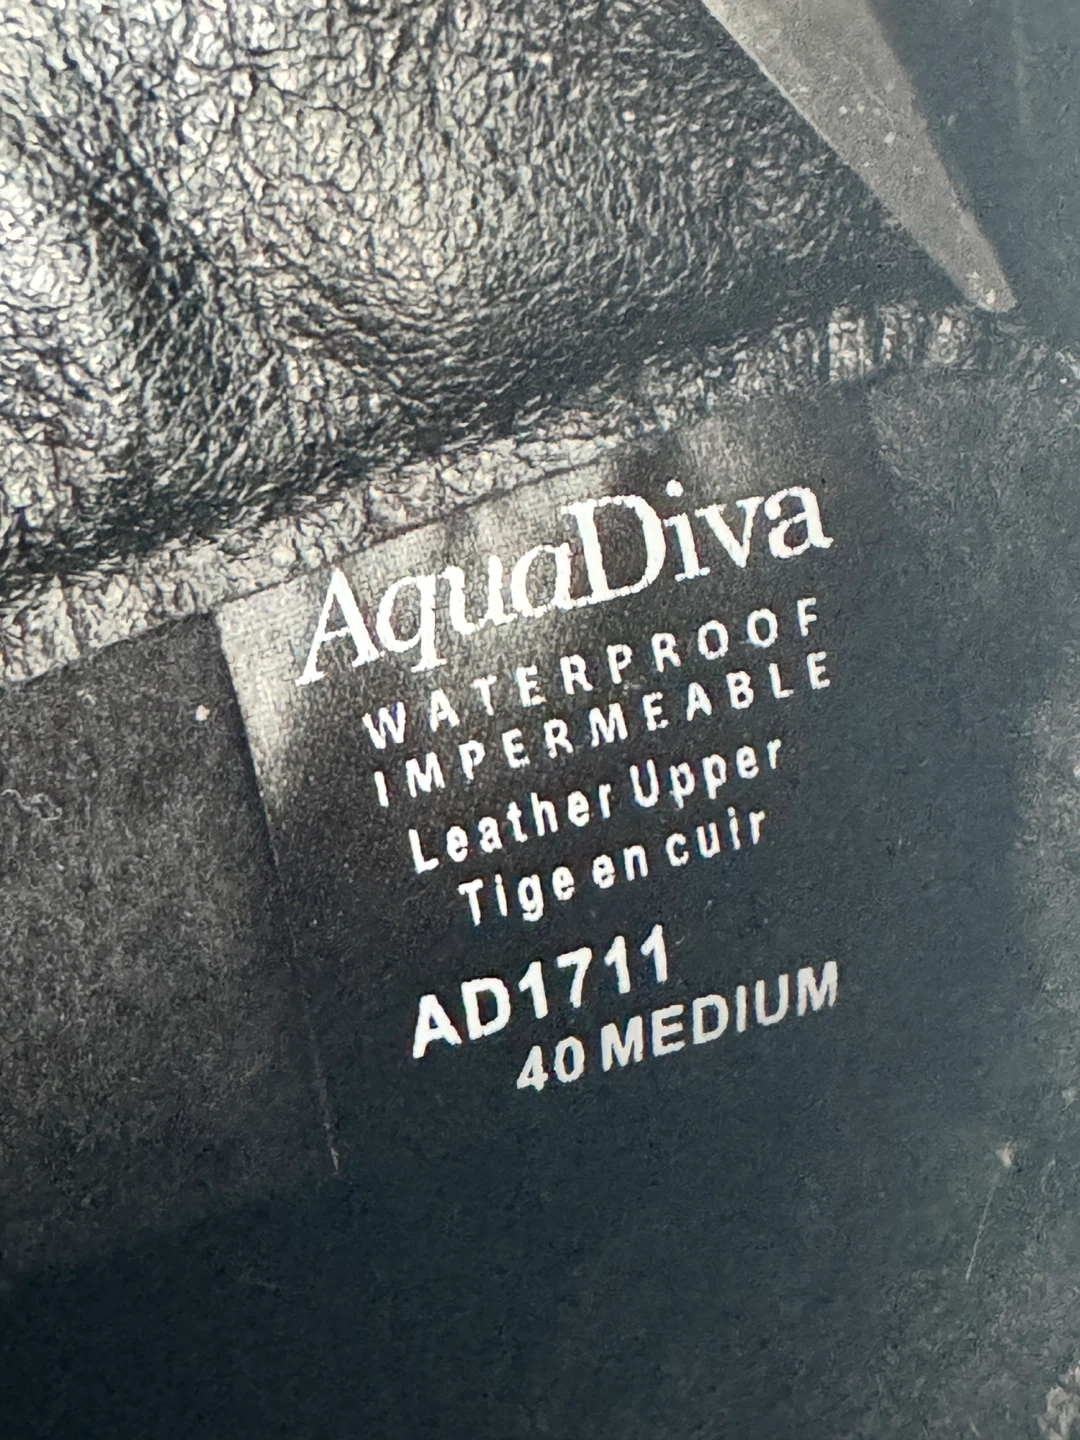 AquaDiva
WATERPROOF
IMPERMEABLE
Leather Upper
Tige en cuir
AD1711
40 MEDIUM